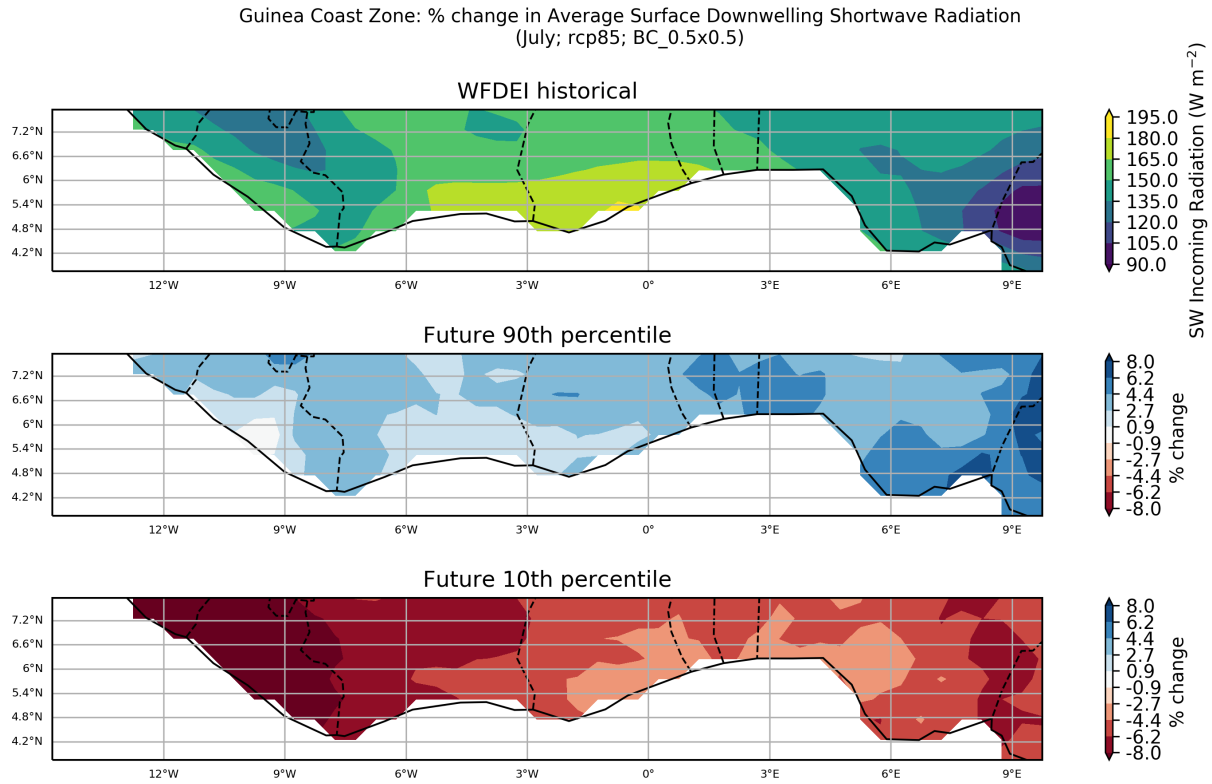 Guinea Coast Zone: % change in Average Surface Downwelling Shortwave Radiation
(July; rcp85; BC_0.5x0.5)
WFDEI historical
7.2°N
6.6°N
6°N
5.4°N
4.8°N
4.2°N
12°W 9°W 6°W 3°W 0° 3°E 6°E 9°E
195.0
180.0
165.0
150.0
135.0
120.0
105.0
90.0
SW Incoming Radiation (W m⁻²)
Future 90th percentile
7.2°N
6.6°N
6°N
5.4°N
4.8°N
4.2°N
12°W 9°W 6°W 3°W 0° 3°E 6°E 9°E
8.0
6.2
4.4
2.7
0.9
-0.9
-2.7
-4.4
-6.2
-8.0
% change
Future 10th percentile
7.2°N
6.6°N
6°N
5.4°N
4.8°N
4.2°N
12°W 9°W 6°W 3°W 0° 3°E 6°E 9°E
8.0
6.2
4.4
2.7
0.9
-0.9
-2.7
-4.4
-6.2
-8.0
% change